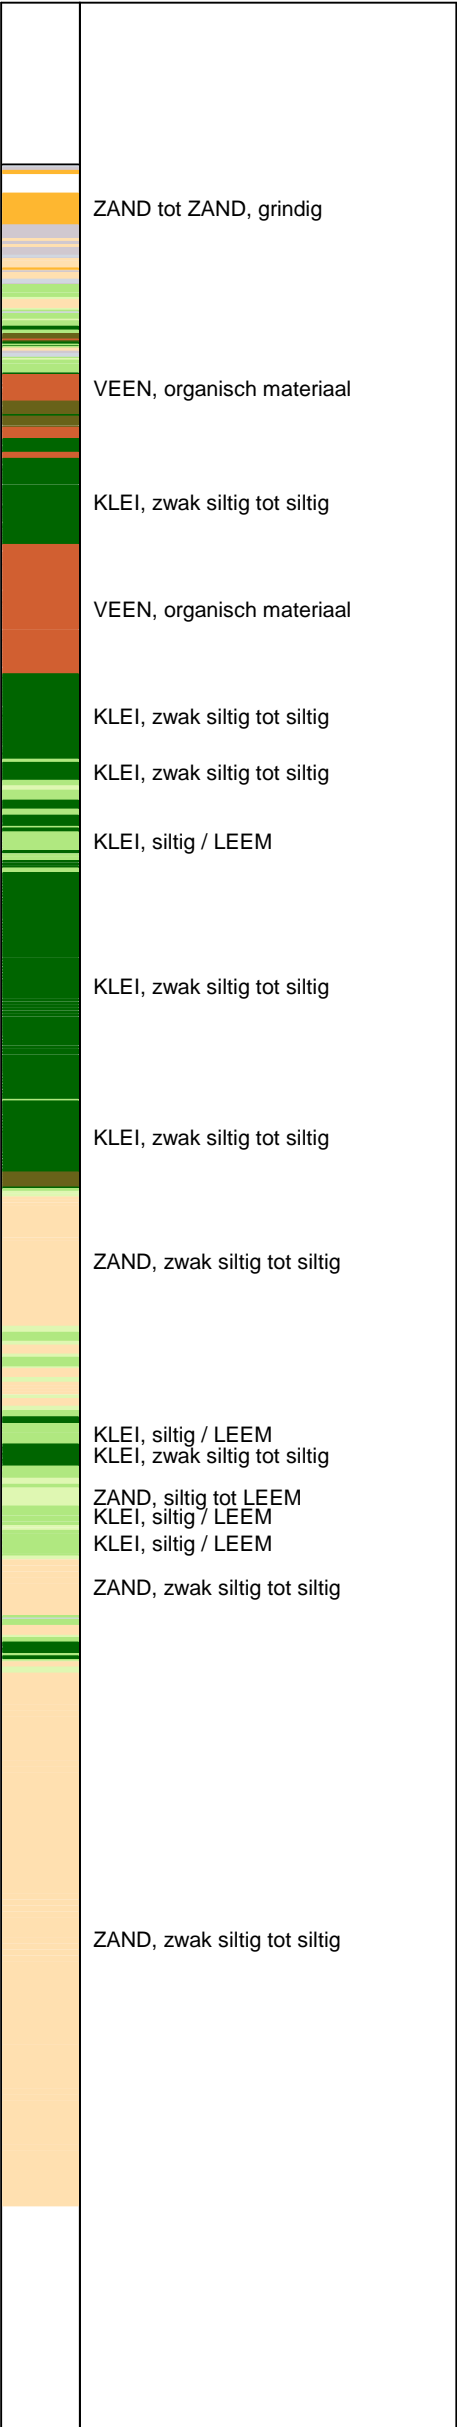 ZAND tot ZAND, grindig
VEEN, organisch materiaal
KLEI, zwak siltig tot siltig
VEEN, organisch materiaal
KLEI, zwak siltig tot siltig
KLEI, zwak siltig tot siltig
KLEI, siltig / LEEM
KLEI, zwak siltig tot siltig
KLEI, zwak siltig tot siltig
ZAND, zwak siltig tot siltig
KLEI, siltig / LEEM
KLEI, zwak siltig tot siltig
ZAND, siltig tot LEEM
KLEI, siltig / LEEM
KLEI, siltig / LEEM
ZAND, zwak siltig tot siltig
ZAND, zwak siltig tot siltig